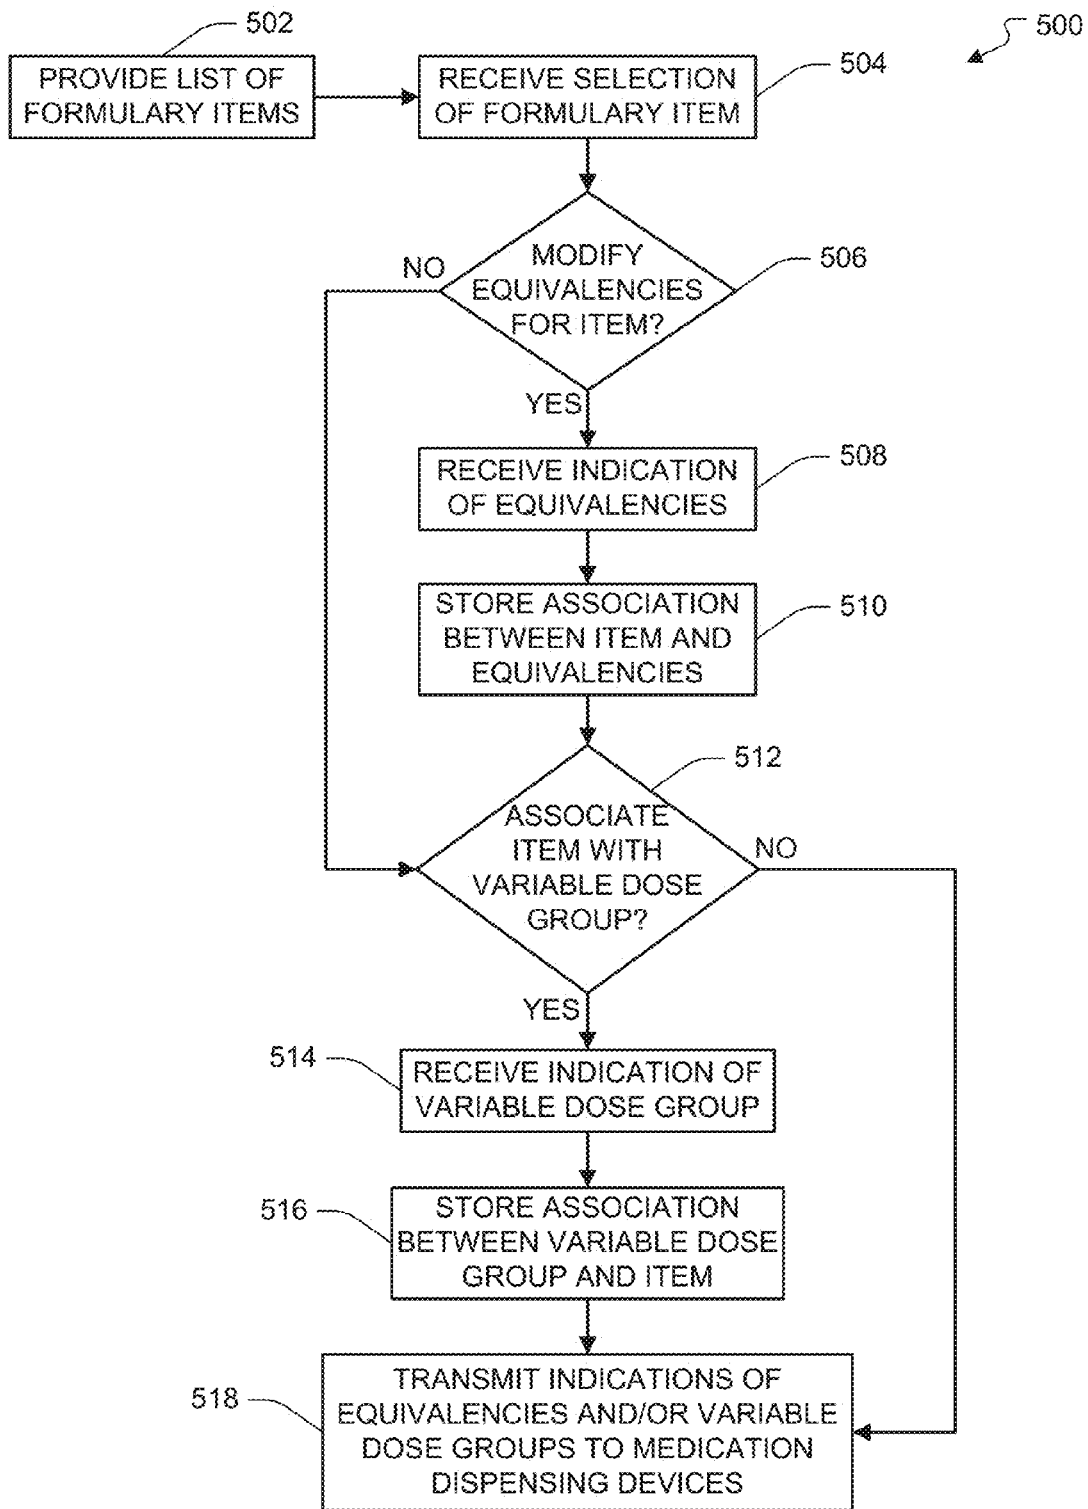 500
502
PROVIDE LIST OF
FORMULARY ITEMS
504
RECEIVE SELECTION
OF FORMULARY ITEM
506
MODIFY
EQUIVALENCIES
FOR ITEM?
NO
YES
508
RECEIVE INDICATION
OF EQUIVALENCIES
510
STORE ASSOCIATION
BETWEEN ITEM AND
EQUIVALENCIES
512
ASSOCIATE
ITEM WITH
VARIABLE DOSE
GROUP?
NO
YES
514
RECEIVE INDICATION OF
VARIABLE DOSE GROUP
516
STORE ASSOCIATION
BETWEEN VARIABLE DOSE
GROUP AND ITEM
518
TRANSMIT INDICATIONS OF
EQUIVALENCIES AND/OR VARIABLE
DOSE GROUPS TO MEDICATION
DISPENSING DEVICES